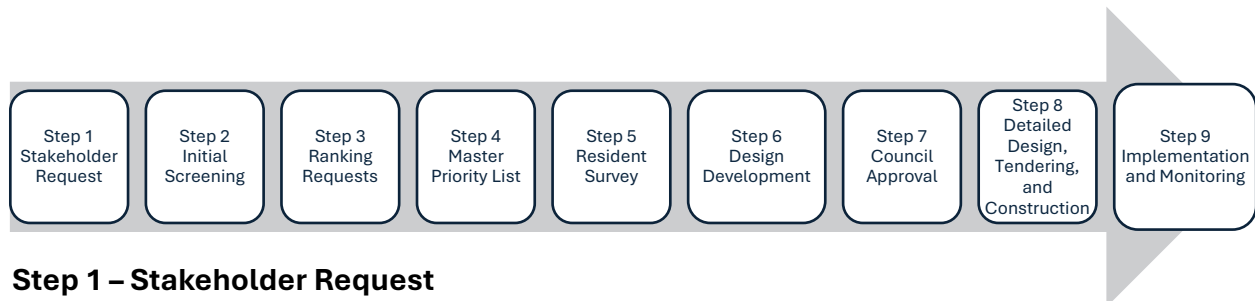 Step 1
Stakeholder
Request
Step 2
Initial
Screening
Step 3
Ranking
Requests
Step 4
Master
Priority List
Step 5
Resident
Survey
Step 6
Design
Development
Step 7
Council
Approval
Step 8
Detailed
Design,
Tendering,
and
Construction
Step 9
Implementation
and Monitoring
Step 1 – Stakeholder Request